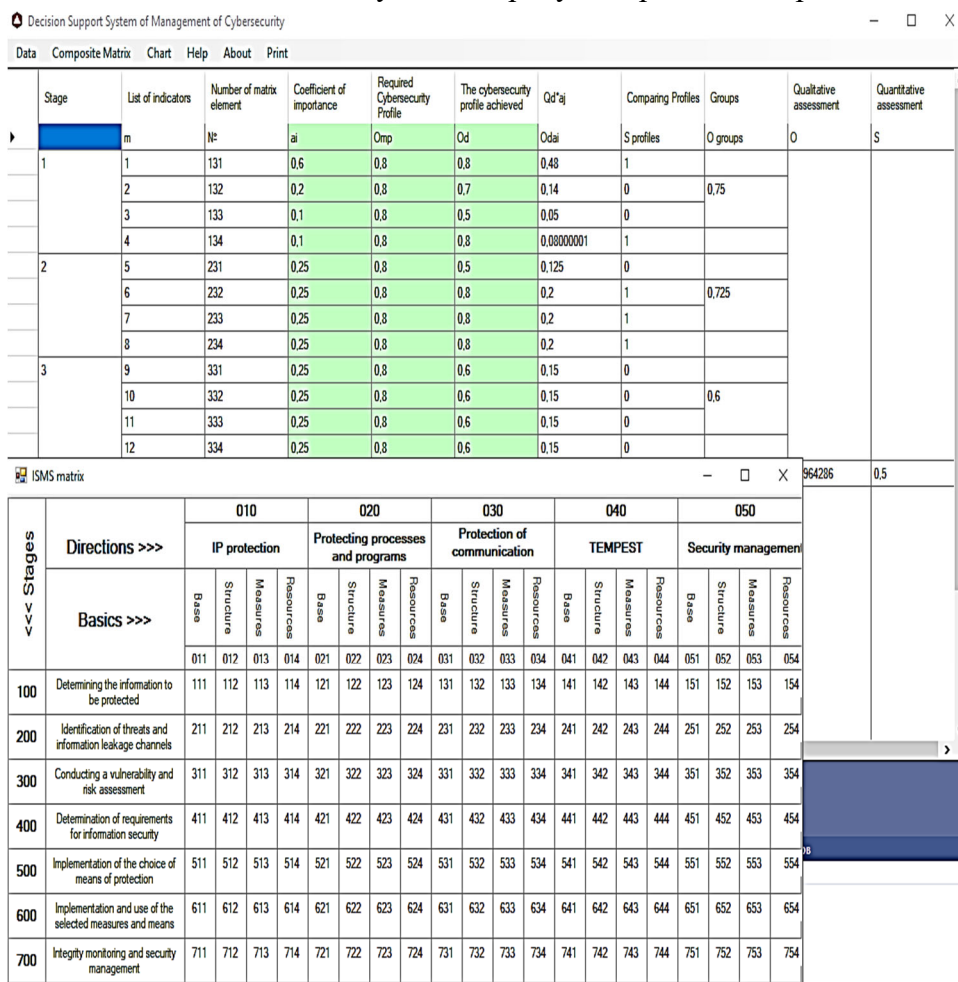 Decision Support System of Management of Cybersecurity
Data Composite Matrix Chart Help About Print
Stage List of indicators Number of matrix element Coefficient of importance Required Cybersecurity Profile The cybersecurity profile achieved Qd*aj Comparing Profiles Groups Qualitative assessment Quantitative assessment
m № ai Omp Od Odai S profiles O groups O S
1 1 131 0,6 0,8 0,8 0,48 1
2 132 0,2 0,8 0,7 0,14 0 0,75
3 133 0,1 0,8 0,5 0,05 0
4 134 0,1 0,8 0,8 0,08000001 1
2 5 231 0,25 0,8 0,5 0,125 0
6 232 0,25 0,8 0,8 0,2 1 0,725
7 233 0,25 0,8 0,8 0,2 1
8 234 0,25 0,8 0,8 0,2 1
3 9 331 0,25 0,8 0,6 0,15 0
10 332 0,25 0,8 0,6 0,15 0 0,6
11 333 0,25 0,8 0,6 0,15 0
12 334 0,25 0,8 0,6 0,15 0
964286 0,5
ISMS matrix
<<< Stages
Directions >>>
010 020 030 040 050
IP protection Protecting processes and programs Protection of communication TEMPEST Security management
Basics >>>
Base Structure Measures Resources Base Structure Measures Resources Base Structure Measures Resources Base Structure Measures Resources Base Structure Measures Resources
011 012 013 014 021 022 023 024 031 032 033 034 041 042 043 044 051 052 053 054
100 Determining the information to be protected 111 112 113 114 121 122 123 124 131 132 133 134 141 142 143 144 151 152 153 154
200 Identification of threats and information leakage channels 211 212 213 214 221 222 223 224 231 232 233 234 241 242 243 244 251 252 253 254
300 Conducting a vulnerability and risk assessment 311 312 313 314 321 322 323 324 331 332 333 334 341 342 343 344 351 352 353 354
400 Determination of requirements for information security 411 412 413 414 421 422 423 424 431 432 433 434 441 442 443 444 451 452 453 454
500 Implementation of the choice of means of protection 511 512 513 514 521 522 523 524 531 532 533 534 541 542 543 544 551 552 553 554
600 Implementation and use of the selected measures and means 611 612 613 614 621 622 623 624 631 632 633 634 641 642 643 644 651 652 653 654
700 Integrity monitoring and security management 711 712 713 714 721 722 723 724 731 732 733 734 741 742 743 744 751 752 753 754